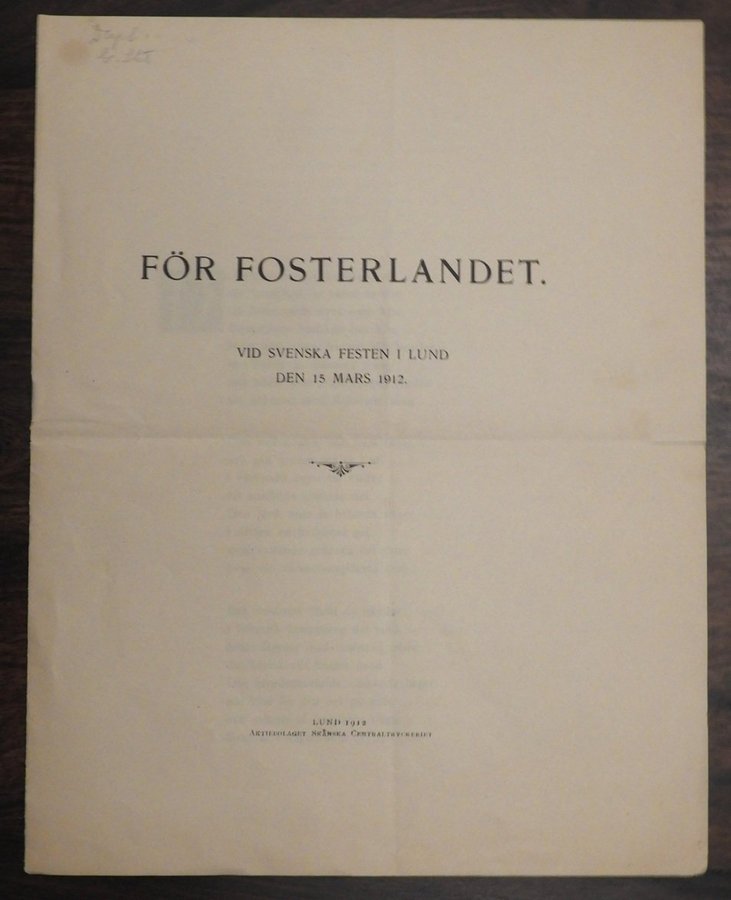 FÖR FOSTERLANDET.
VID SVENSKA FESTEN I LUND
DEN 15 MARS 1912.
LUND 1912
AKTIEBOLAGET SKÅNSKA CENTRALTRYCKERIET